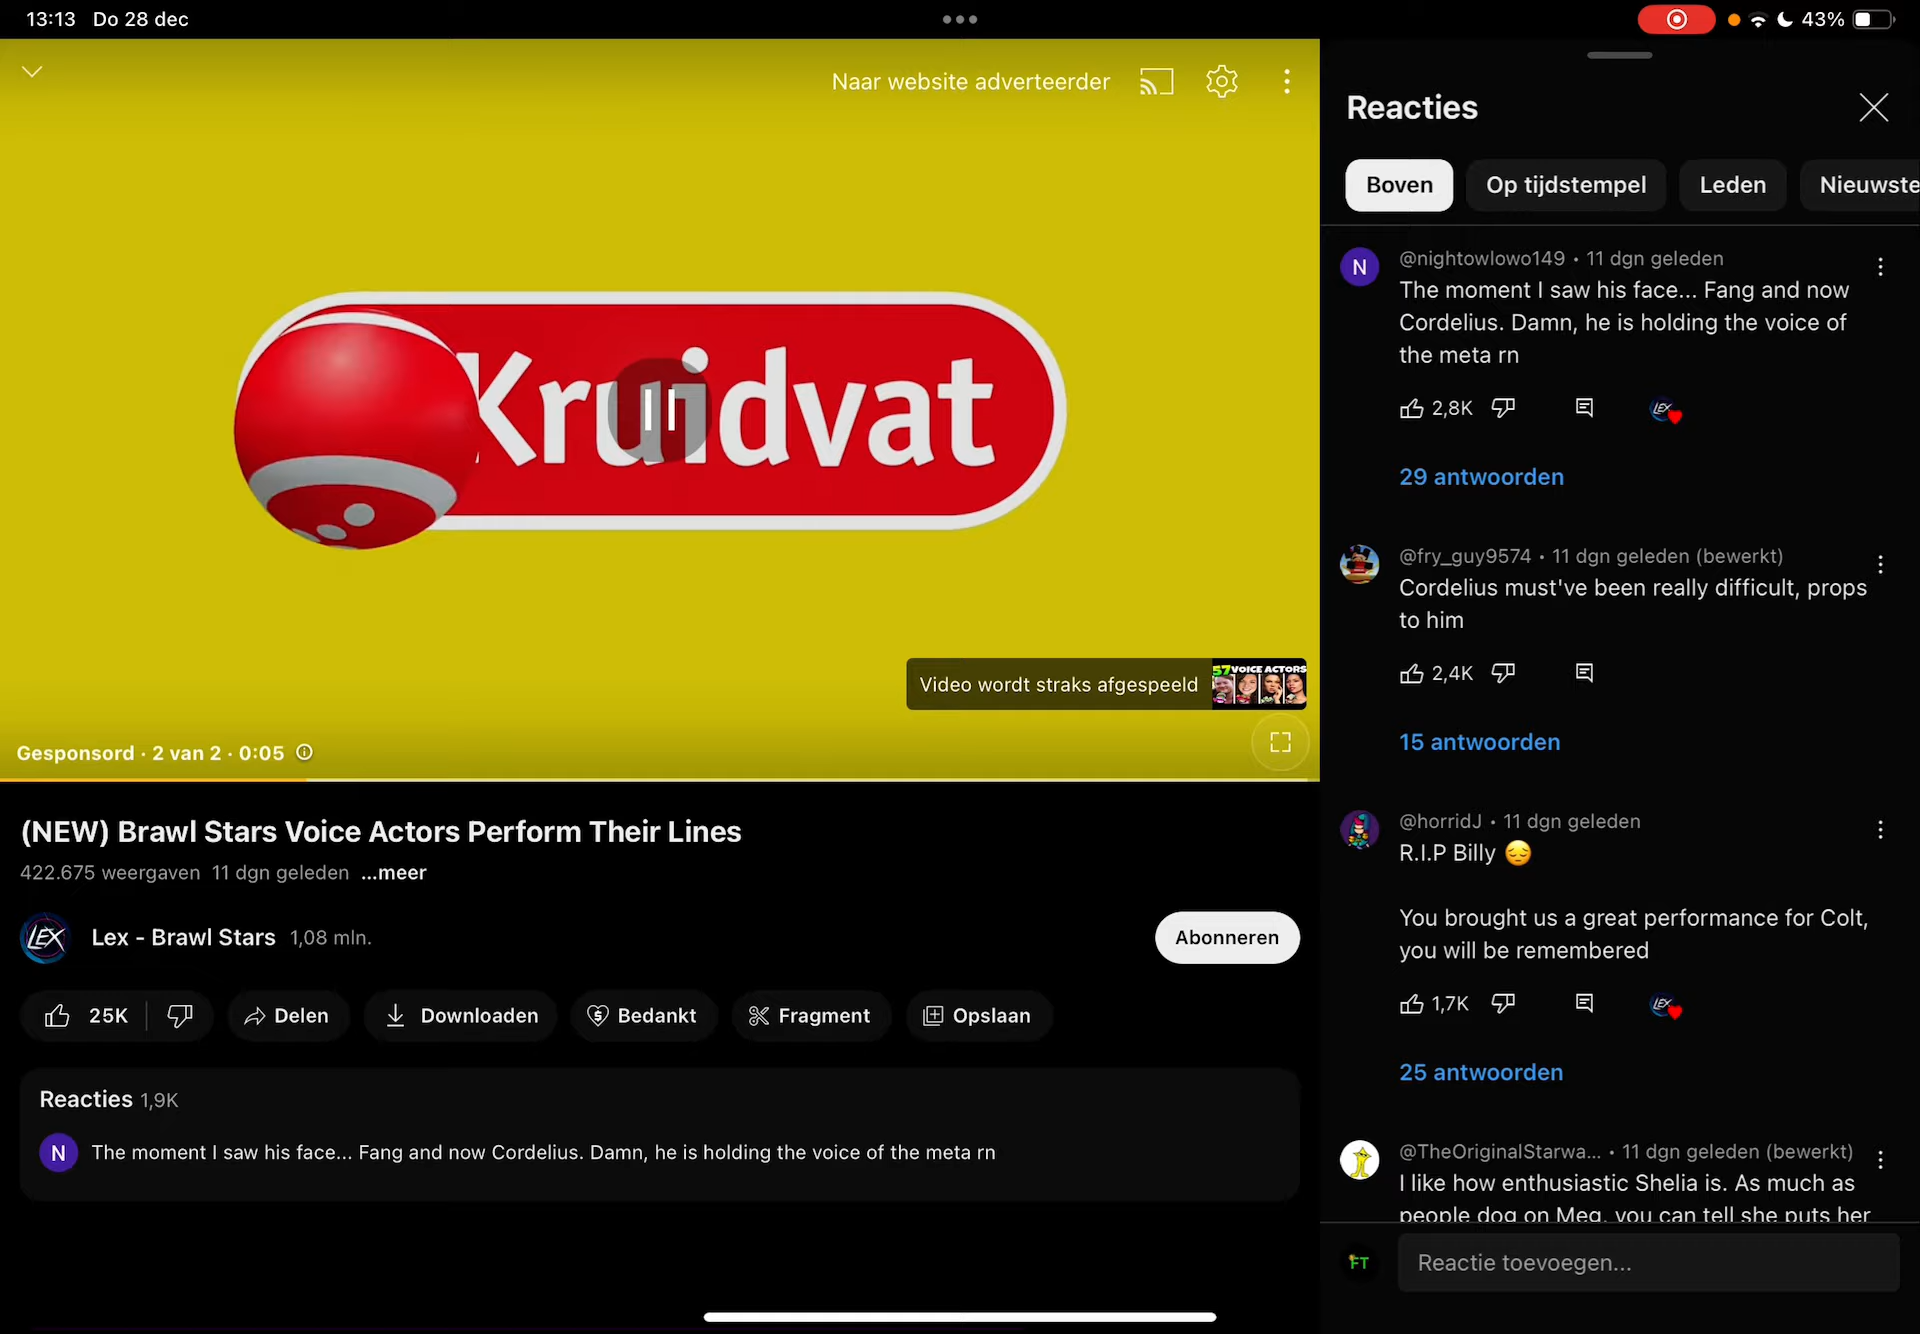 13:13 Do 28 dec
43%
Naar website adverteerder
Kruidvat
Video wordt straks afgespeeld
57 VOICE ACTORS
Gesponsord · 2 van 2 · 0:05
(NEW) Brawl Stars Voice Actors Perform Their Lines
422.675 weergaven 11 dgn geleden ...meer
LEX
Lex - Brawl Stars 1,08 mln.
Abonneren
25K
Delen
Downloaden
Bedankt
Fragment
Opslaan
Reacties 1,9K
N
The moment I saw his face... Fang and now Cordelius. Damn, he is holding the voice of the meta rn
Reacties
Boven
Op tijdstempel
Leden
Nieuwste
N
@nightowlowo149 • 11 dgn geleden
The moment I saw his face... Fang and now
Cordelius. Damn, he is holding the voice of
the meta rn
2,8K
LEX
29 antwoorden
@fry_guy9574 • 11 dgn geleden (bewerkt)
Cordelius must've been really difficult, props
to him
2,4K
15 antwoorden
@horridJ • 11 dgn geleden
R.I.P Billy 😔
You brought us a great performance for Colt,
you will be remembered
1,7K
LEX
25 antwoorden
@TheOriginalStarwa... • 11 dgn geleden (bewerkt)
I like how enthusiastic Shelia is. As much as
people dog on Meg, you can tell she puts her
FT
Reactie toevoegen...